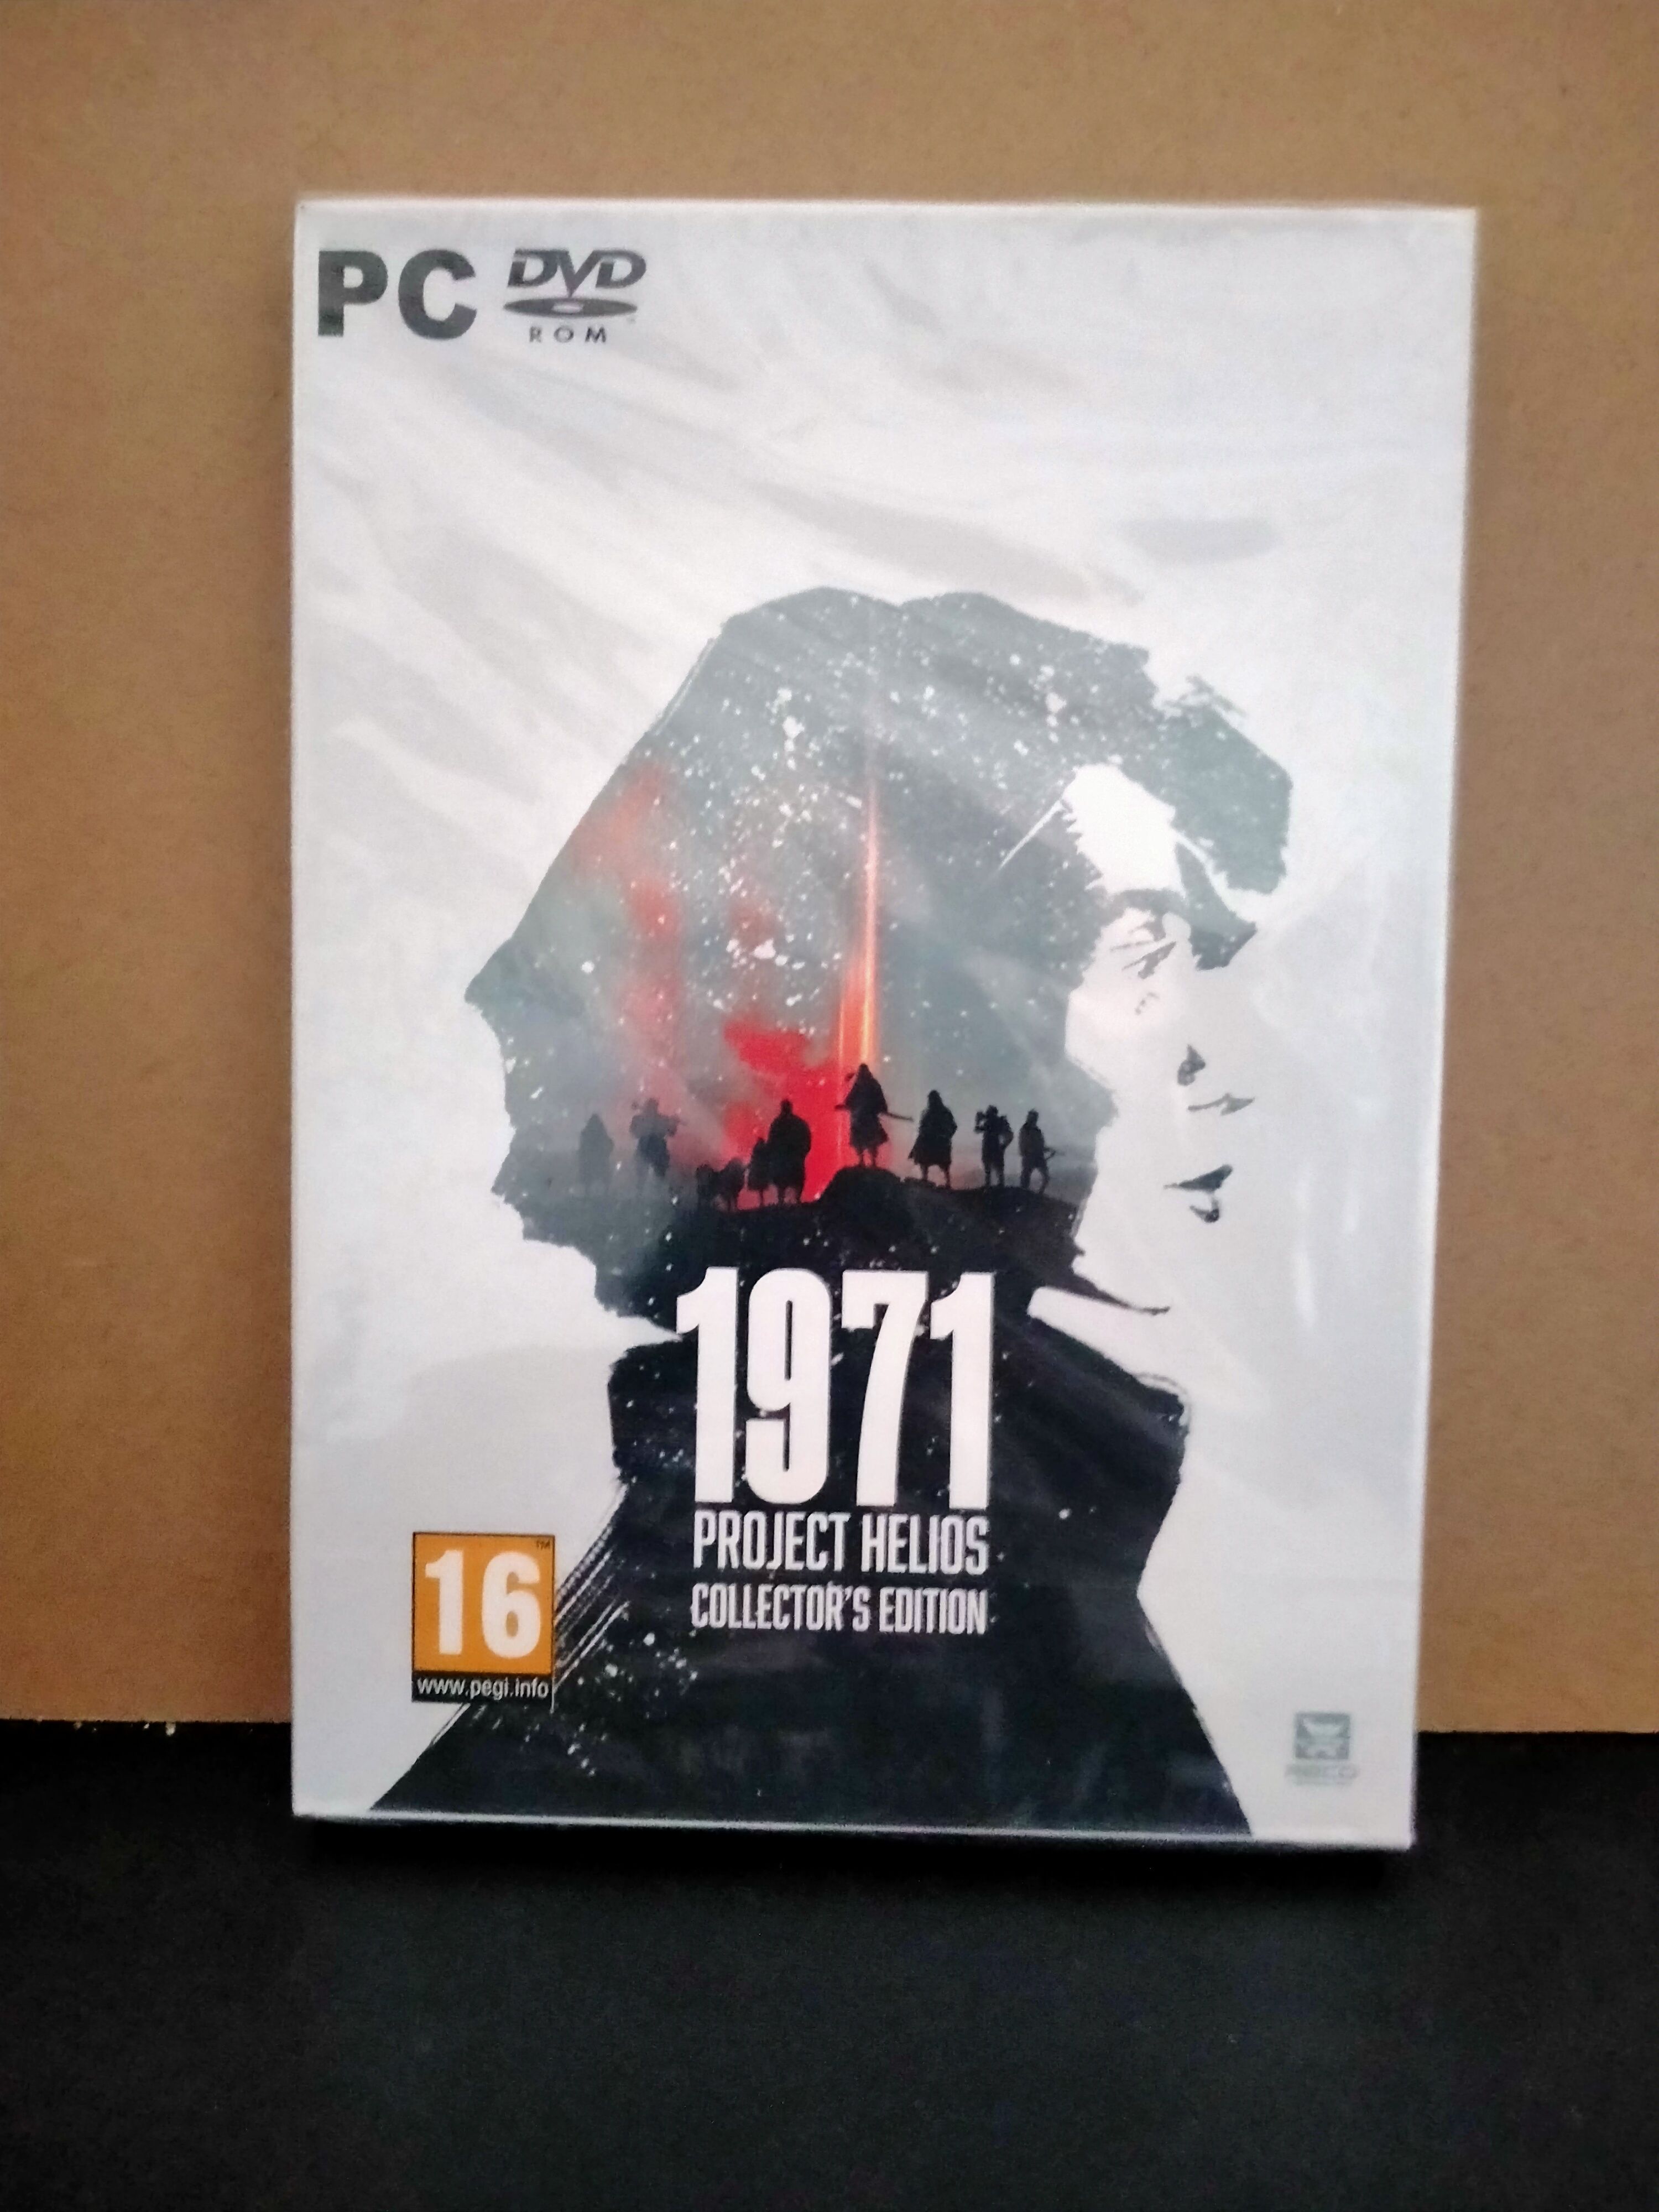 PC DVD
ROM
1971
PROJECT HELIOS
COLLECTOR'S EDITION
16
www.pegi.info